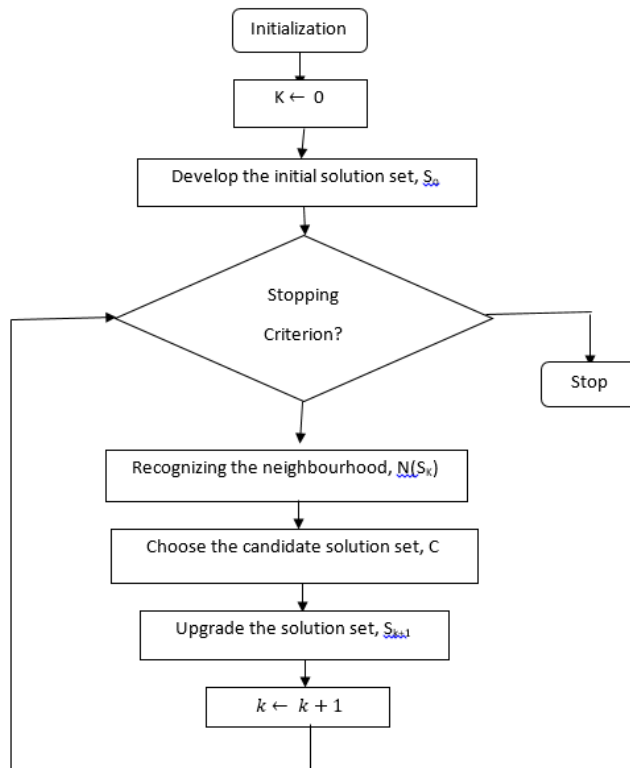 Initialization
K ← 0
Develop the initial solution set, S₀
Stopping
Criterion?
Stop
Recognizing the neighbourhood, N(Sₖ)
Choose the candidate solution set, C
Upgrade the solution set, Sₖ₊₁
k ← k + 1